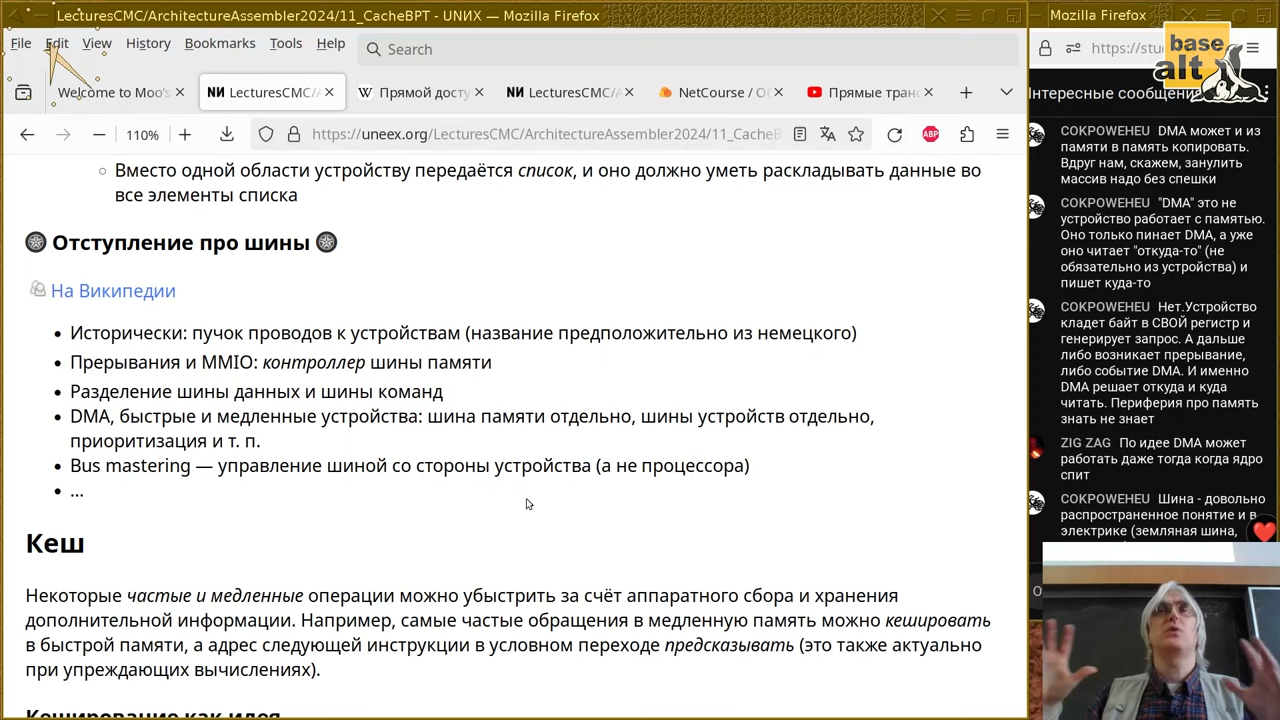 LecturesCMC/ArchitectureAssembler2024/11_CacheBPT - UNИX — Mozilla Firefox
File Edit View History Bookmarks Tools Help
Search
Welcome to Moo's
LecturesCMC/A
Прямой досту
LecturesCMC/A
NetCourse / Об
Прямые тран
110%
https://uneex.org/LecturesCMC/ArchitectureAssembler2024/11_CacheB
ABP
Вместо одной области устройству передаётся список, и оно должно уметь раскладывать данные во
все элементы списка
Отступление про шины
На Википедии
Исторически: пучок проводов к устройствам (название предположительно из немецкого)
Прерывания и MMIO: контроллер шины памяти
Разделение шины данных и шины команд
DMA, быстрые и медленные устройства: шина памяти отдельно, шины устройств отдельно,
приоритизация и т. п.
Bus mastering — управление шиной со стороны устройства (а не процессора)
...
Кеш
Некоторые частые и медленные операции можно убыстрить за счёт аппаратного сбора и хранения
дополнительной информации. Например, самые частые обращения в медленную память можно кешировать
в быстрой памяти, а адрес следующей инструкции в условном переходе предсказывать (это также актуально
при упреждающих вычислениях).
Кеширование как идея
Mozilla Firefox
https://stu
base
alt
Интересные сообщения
COKPOWEHEU DMA может и из
памяти в память копировать.
Вдруг нам, скажем, занулить
массив надо без спешки
COKPOWEHEU "DMA" это не
устройство работает с памятью.
Оно только пинает DMA, а уже
оно читает "откуда-то" (не
обязательно из устройства) и
пишет куда-то
COKPOWEHEU Нет.Устройство
кладет байт в СВОЙ регистр и
генерирует запрос. А дальше
либо возникает прерывание,
либо событие DMA. И именно
DMA решает откуда и куда
читать. Периферия про память
знать не знает
ZIG ZAG По идее DMA может
работать даже тогда когда ядро
спит
COKPOWEHEU Шина - довольно
распространенное понятие и в
электрике (земляная шина,